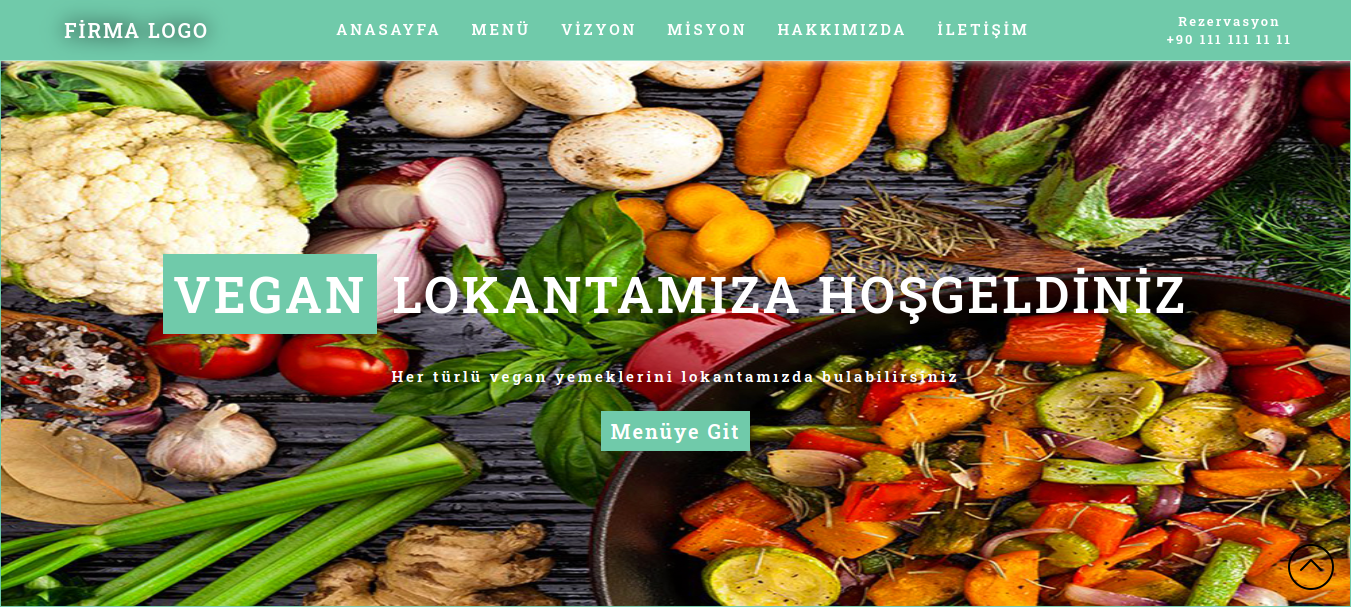 FİRMA LOGO
ANASAYFA MENÜ VİZYON MİSYON HAKKIMIZDA İLETİŞİM
Rezervasyon
+90 111 111 11 11
VEGAN LOKANTAMIZA HOŞGELDİNİZ
Her türlü vegan yemeklerini lokantamızda bulabilirsiniz
Menüye Git